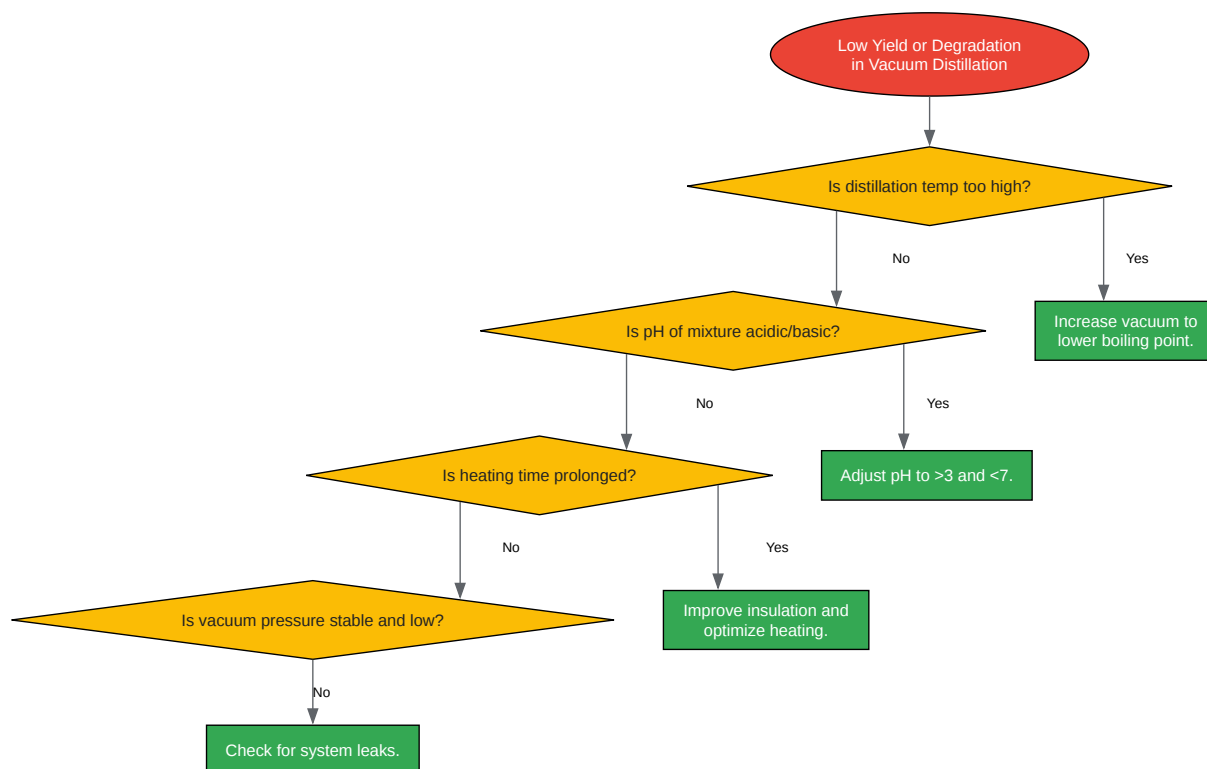 Low Yield or Degradation
in Vacuum Distillation
Is distillation temp too high?
No
Yes
Increase vacuum to
lower boiling point.
Is pH of mixture acidic/basic?
No
Yes
Adjust pH to >3 and <7.
Is heating time prolonged?
No
Yes
Improve insulation and
optimize heating.
Is vacuum pressure stable and low?
No
Check for system leaks.